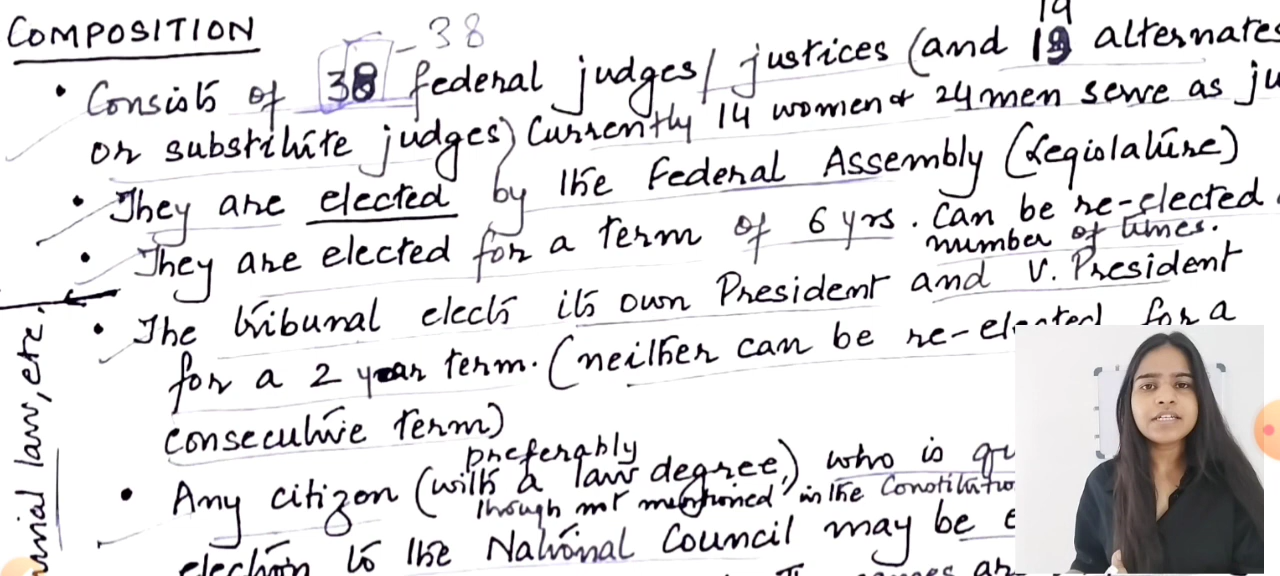 COMPOSITION
- 38
19
• Consists of 38 federal judges/ justices (and 19 alternates
or substitute judges) Currently 14 women & 24 men serve as
• They are elected by the Federal Assembly (Legislature)
• They are elected for a term of 6 yrs. Can be re-elected
number of times.
• The tribunal elects its own President and V. President
for a 2 year term. (neither can be re-elected for a
consecutive term)
preferably
• Any citizen (with a law degree,) who is
though not mentioned in the
election to the National Council may be
law, etc.